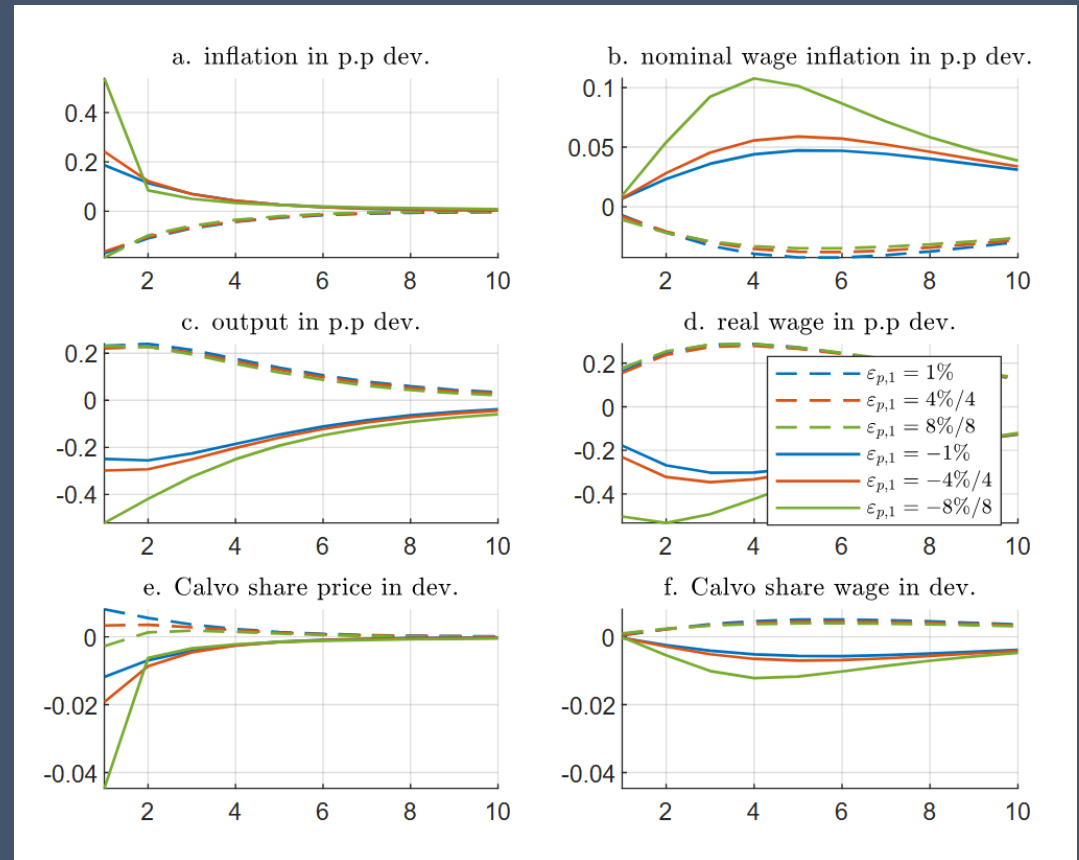 a. inflation in p.p dev.
0.4
0.2
0
2 4 6 8 10
b. nominal wage inflation in p.p dev.
0.1
0.05
0
2 4 6 8 10
c. output in p.p dev.
0.2
0
-0.2
-0.4
2 4 6 8 10
d. real wage in p.p dev.
0.2
0
-0.2
-0.4
2 4 6 8 10
εp,1 = 1%
εp,1 = 4%/4
εp,1 = 8%/8
εp,1 = −1%
εp,1 = −4%/4
εp,1 = −8%/8
e. Calvo share price in dev.
0
-0.02
-0.04
2 4 6 8 10
f. Calvo share wage in dev.
0
-0.02
-0.04
2 4 6 8 10